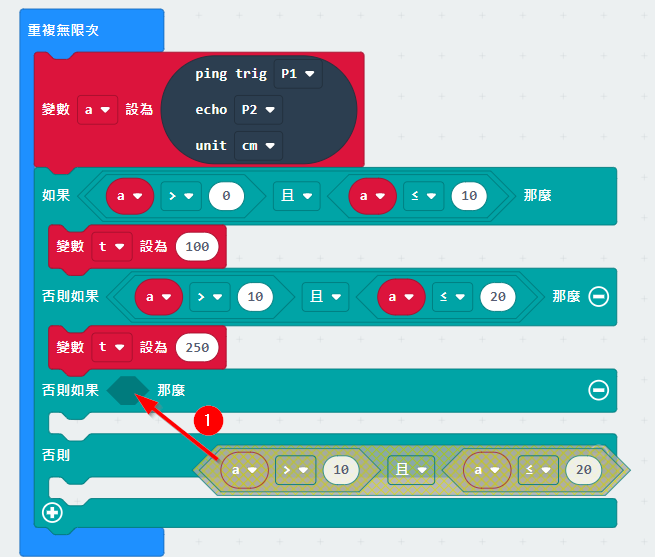 重複無限次
ping trig P1
變數 a 設為 echo P2
unit cm
如果 a > 0 且 a ≤ 10 那麼
變數 t 設為 100
否則如果 a > 10 且 a ≤ 20 那麼
變數 t 設為 250
否則如果 那麼
1
否則
a > 10 且 a ≤ 20